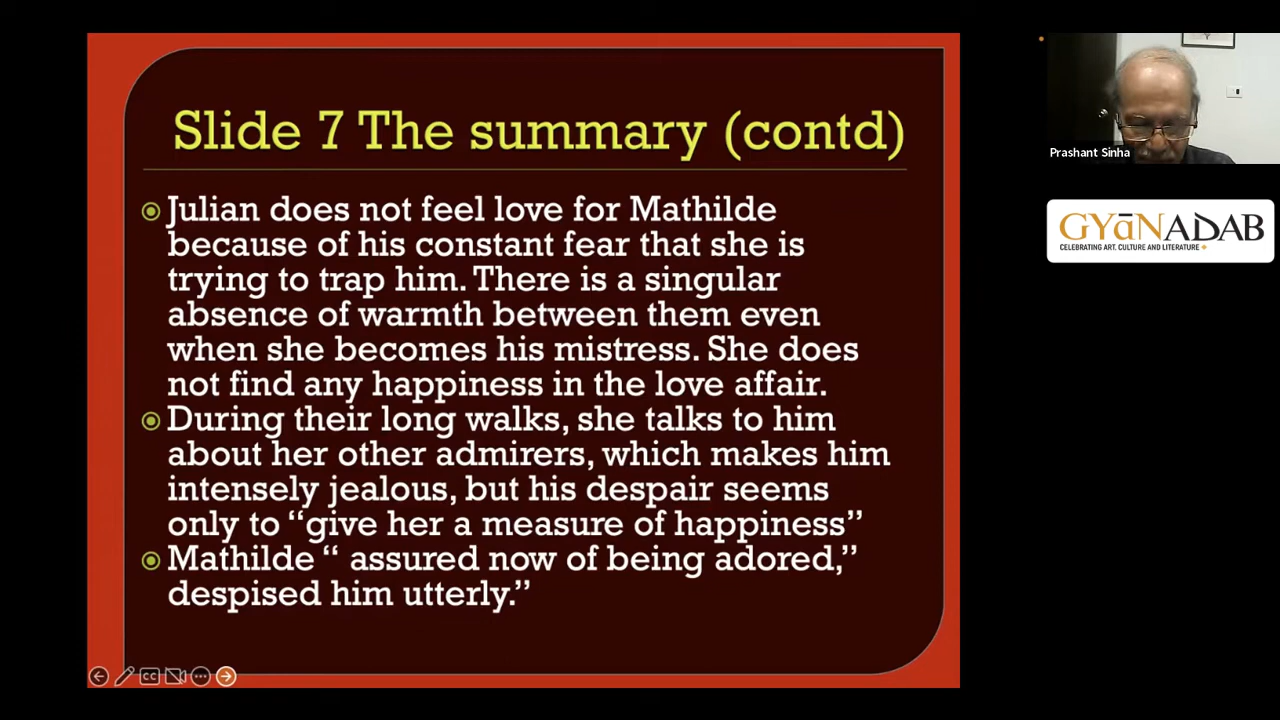 Slide 7 The summary (contd)
Julian does not feel love for Mathilde
because of his constant fear that she is
trying to trap him. There is a singular
absence of warmth between them even
when she becomes his mistress. She does
not find any happiness in the love affair.
During their long walks, she talks to him
about her other admirers, which makes him
intensely jealous, but his despair seems
only to “give her a measure of happiness”
Mathilde “ assured now of being adored,”
despised him utterly.”
CC
Prashant Sinha
GYāNADAB
CELEBRATING ART, CULTURE AND LITERATURE